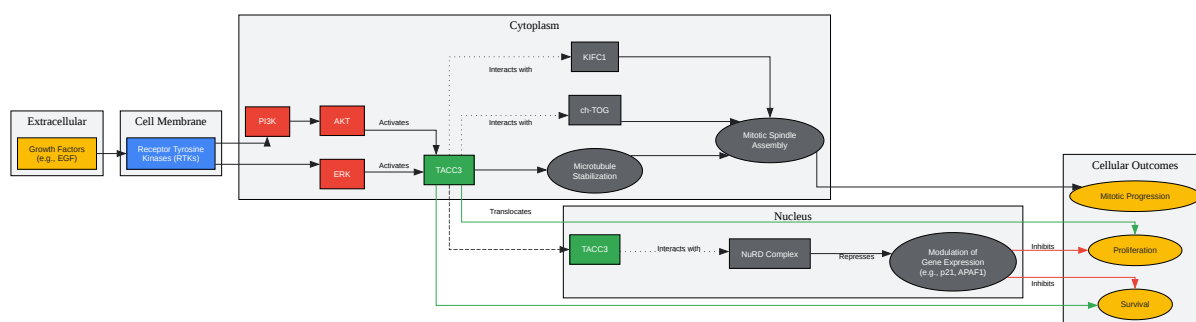 Cytoplasm
KIFC1
Interacts with
Extracellular
Growth Factors
(e.g., EGF)
Cell Membrane
Receptor Tyrosine
Kinases (RTKs)
PI3K
AKT
Activates
ch-TOG
Interacts with
Mitotic Spindle
Assembly
ERK
Activates
TACC3
Microtubule
Stabilization
Cellular Outcomes
Mitotic Progression
Translocates
Nucleus
TACC3
Interacts with
NuRD Complex
Represses
Modulation of
Gene Expression
(e.g., p21, APAF1)
Inhibits
Proliferation
Inhibits
Survival